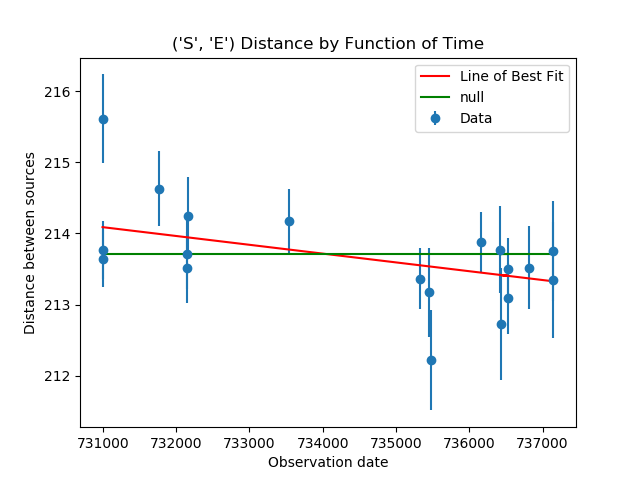 ('S', 'E') Distance by Function of Time
Line of Best Fit
null
Data
Distance between sources
216
215
214
213
212
731000 732000 733000 734000 735000 736000 737000
Observation date